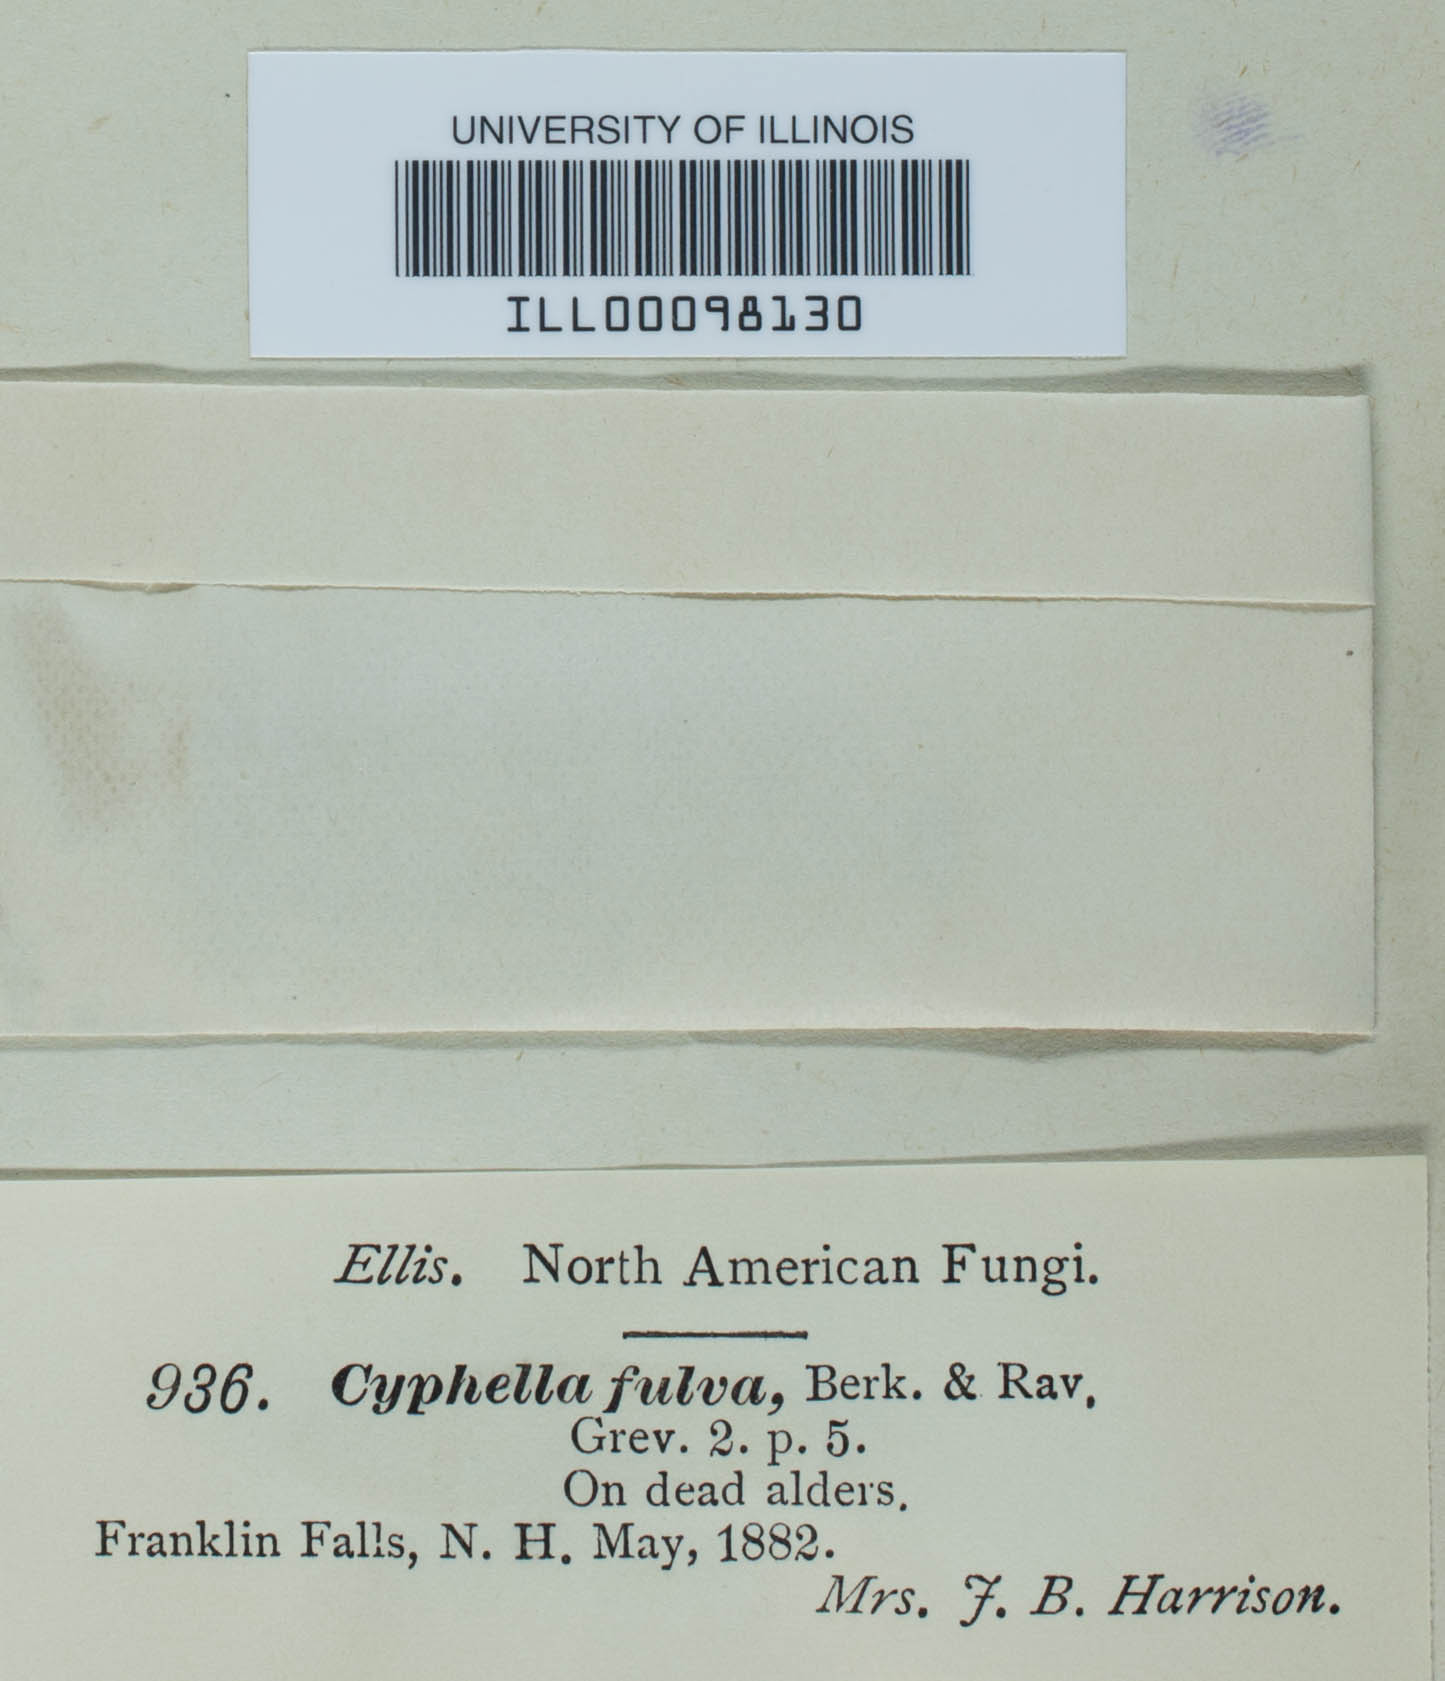 UNIVERSITY OF ILLINOIS
ILL00098130
Ellis. North American Fungi.
936. Cyphella fulva, Berk. & Rav.
Grev. 2. p. 5.
On dead alders.
Franklin Falls, N. H. May, 1882.
Mrs. J. B. Harrison.